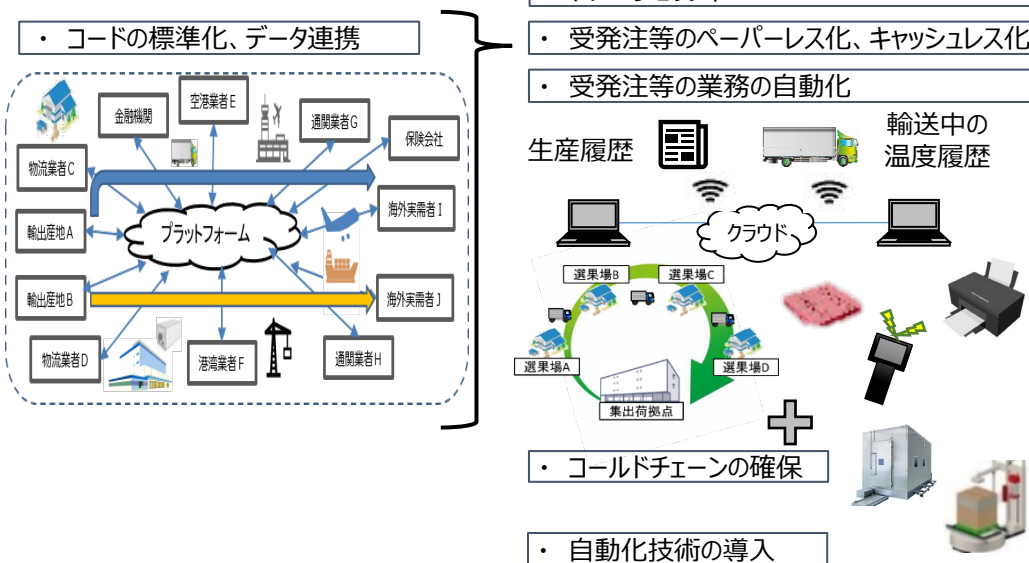 ・ コードの標準化、データ連携
金融機関
空港業者E
通関業者G
保険会社
物流業者C
輸出産地A
プラットフォーム
海外実需者I
輸出産地B
海外実需者J
物流業者D
港湾業者F
通関業者H
・ 受発注等のペーパーレス化、キャッシュレス化
・ 受発注等の業務の自動化
生産履歴
輸送中の
温度履歴
クラウド
選果場B
選果場C
選果場A
選果場D
集出荷拠点
・ コールドチェーンの確保
・ 自動化技術の導入